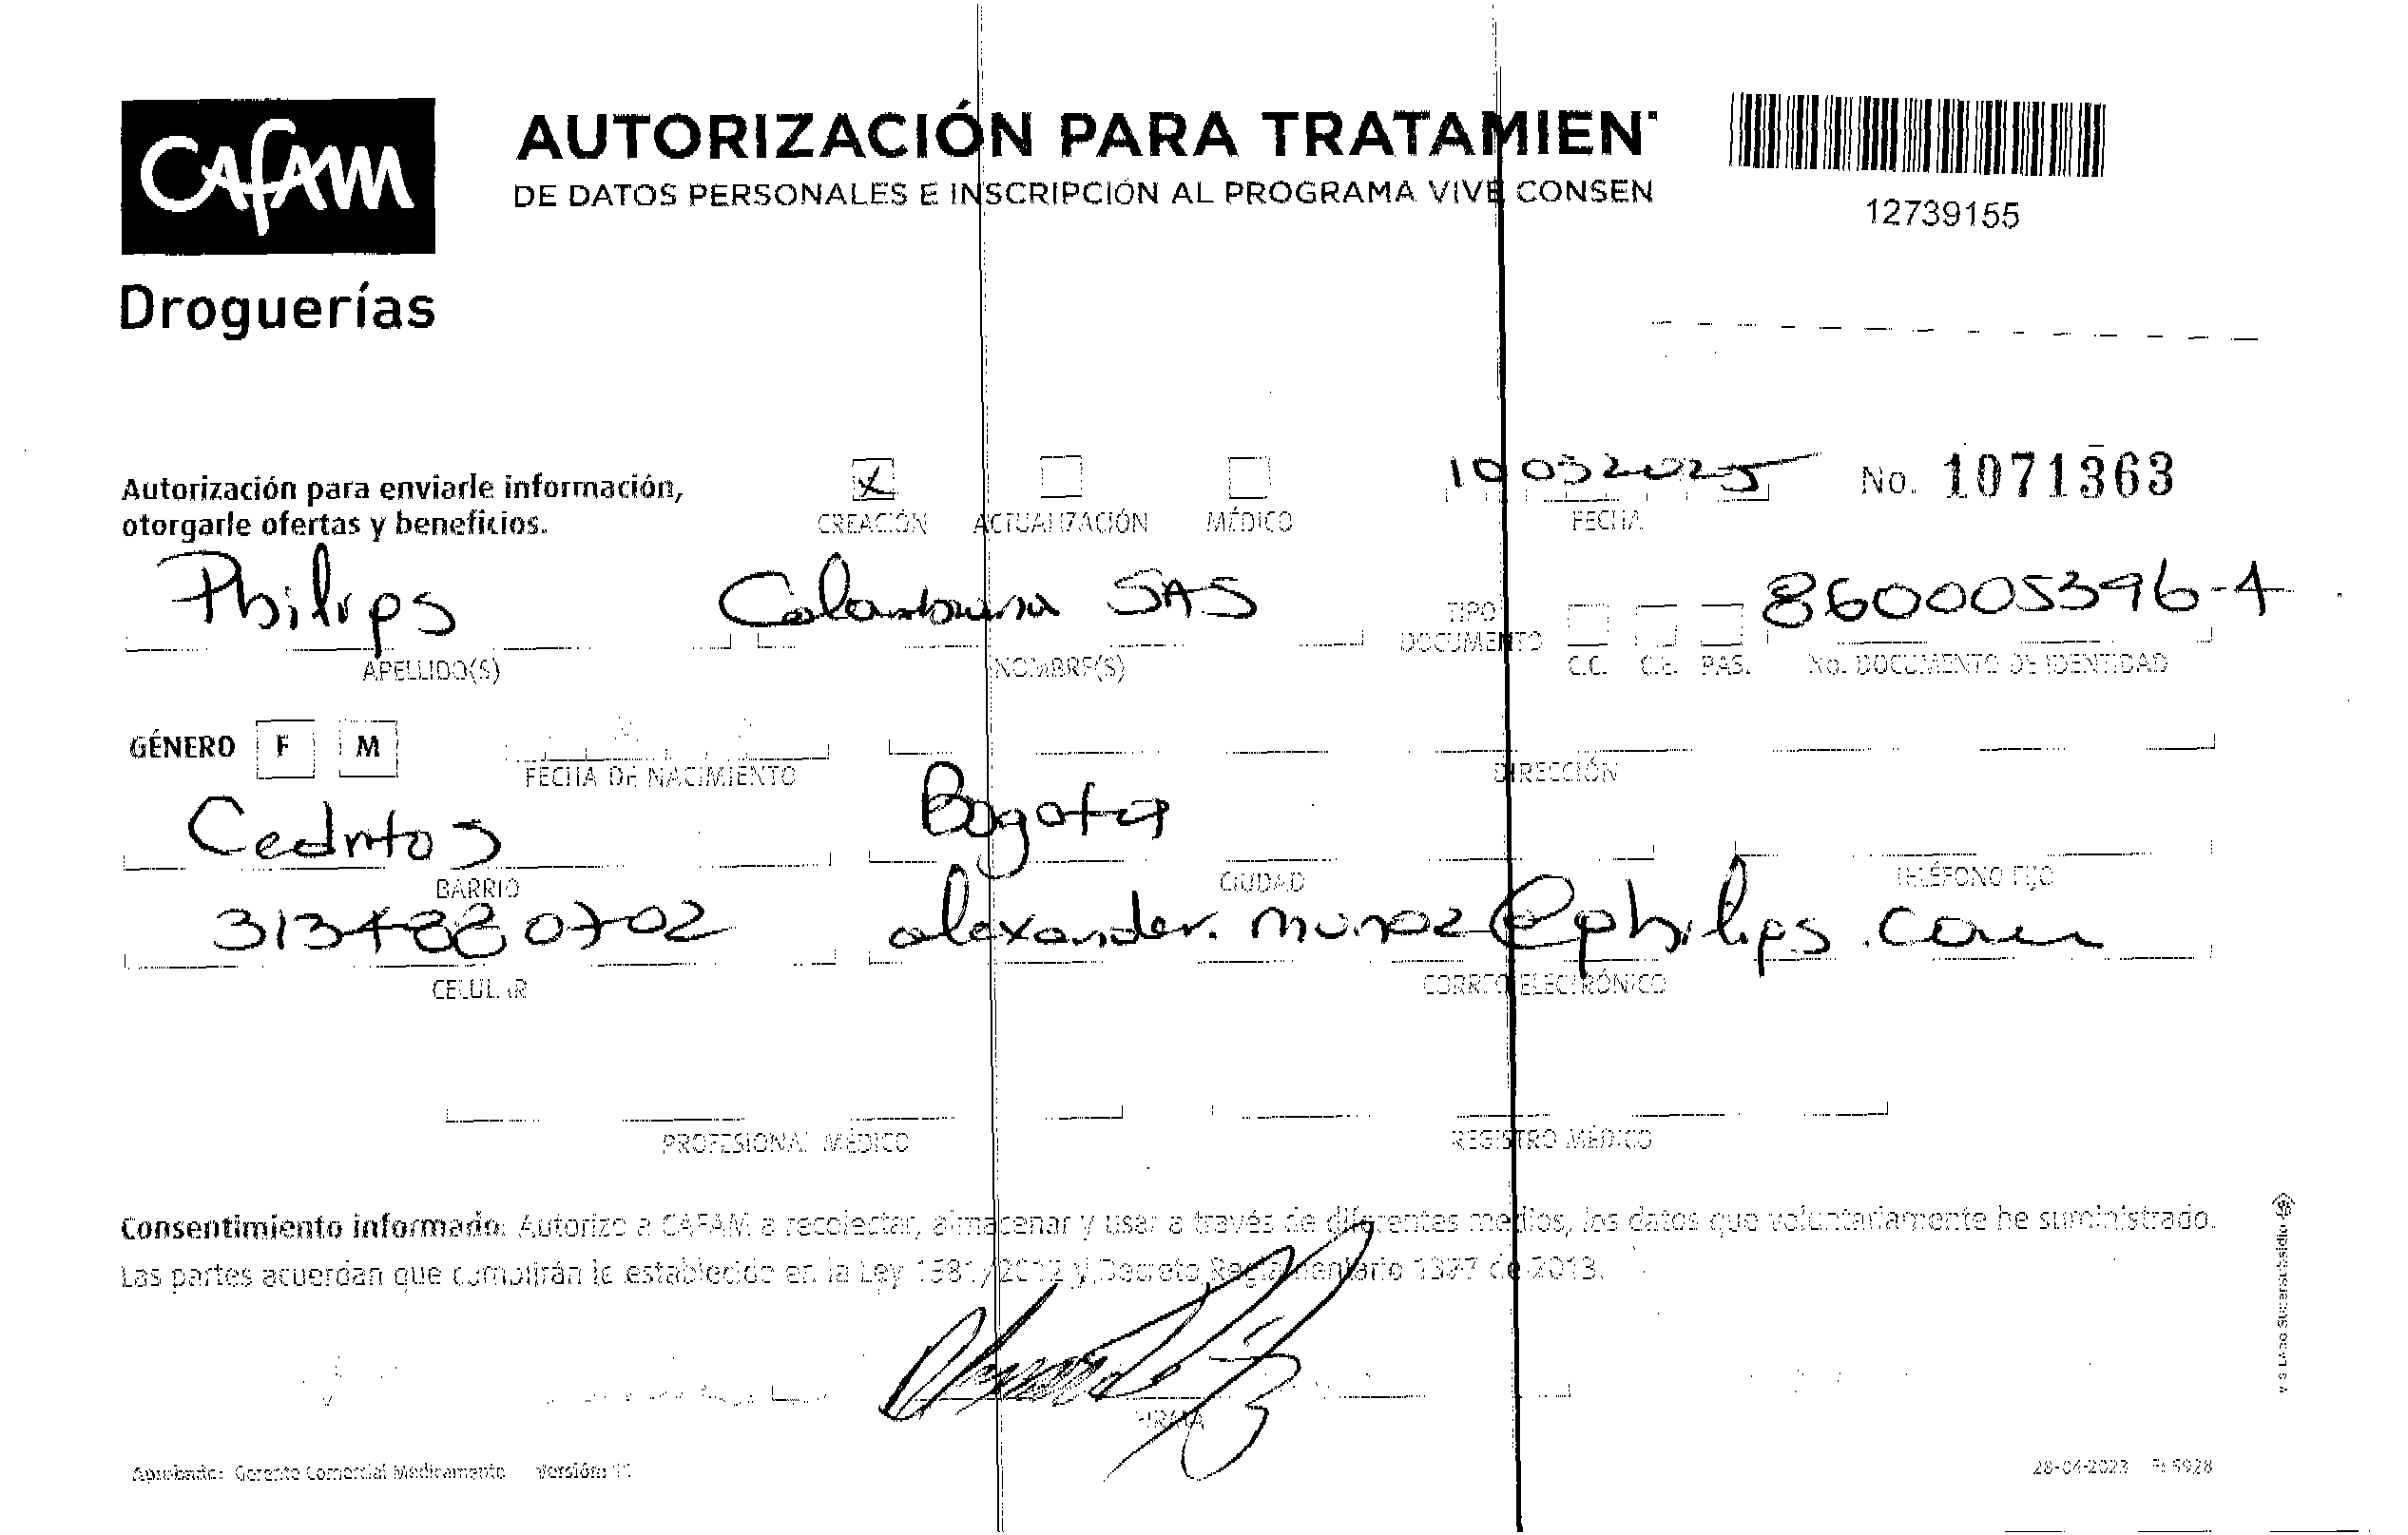 CAFAM
Droguerías
AUTORIZACIÓN PARA TRATAMIEN
DE DATOS PERSONALES E INSCRIPCIÓN AL PROGRAMA VIVE CONSEN
12739155
Autorización para enviarle información,
otorgarle ofertas y beneficios.
X
CREACIÓN ACTUALIZACIÓN MÉDICO
10032025
FECHA
No. 1071363
Philips Colombiana SAS 860005396-4
APELLIDO(S) NOMBRE(S) TIPO DOCUMENTO C.C. C.E. PAS. No. DOCUMENTO DE IDENTIDAD
GÉNERO F M
FECHA DE NACIMIENTO DIRECCIÓN
Cedritos Bogota
BARRIO CIUDAD TELÉFONO FIJO
3134880702 alexander.munoz@philips.com
CELULAR CORREO ELECTRÓNICO
PROFESIONAL MÉDICO REGISTRO MÉDICO
Consentimiento informado: Autorizo a CAFAM a recolectar, almacenar y usar a través de diferentes medios, los datos que voluntariamente he suministrado.
Las partes acuerdan que cumplirán lo establecido en la Ley 1581/2012 y Decreto Reglamentario 1377 de 2013.
FIRMA
Aprobado: Gerente Comercial Medicamento Versión: 11
28-04-2023
VIGILADO Supersubsidio